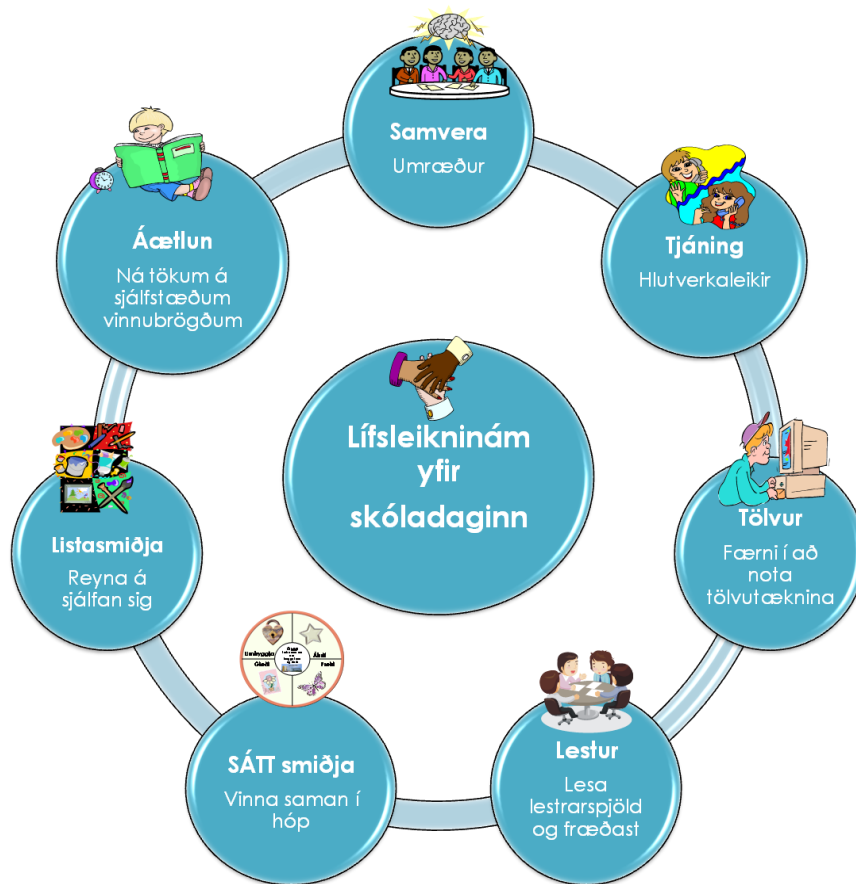 Samvera
Umræður
Tjáning
Hlutverkaleikir
Tölvur
Færni í að
nota
tölvutæknina
Lestur
Lesa
lestrarspjöld
og fræðast
SÁTT smiðja
Vinna saman í
hóp
Listasmiðja
Reyna á
sjálfan sig
Áætlun
Ná tökum á
sjálfstæðum
vinnubrögðum
Lífsleikninám
yfir
skóladaginn